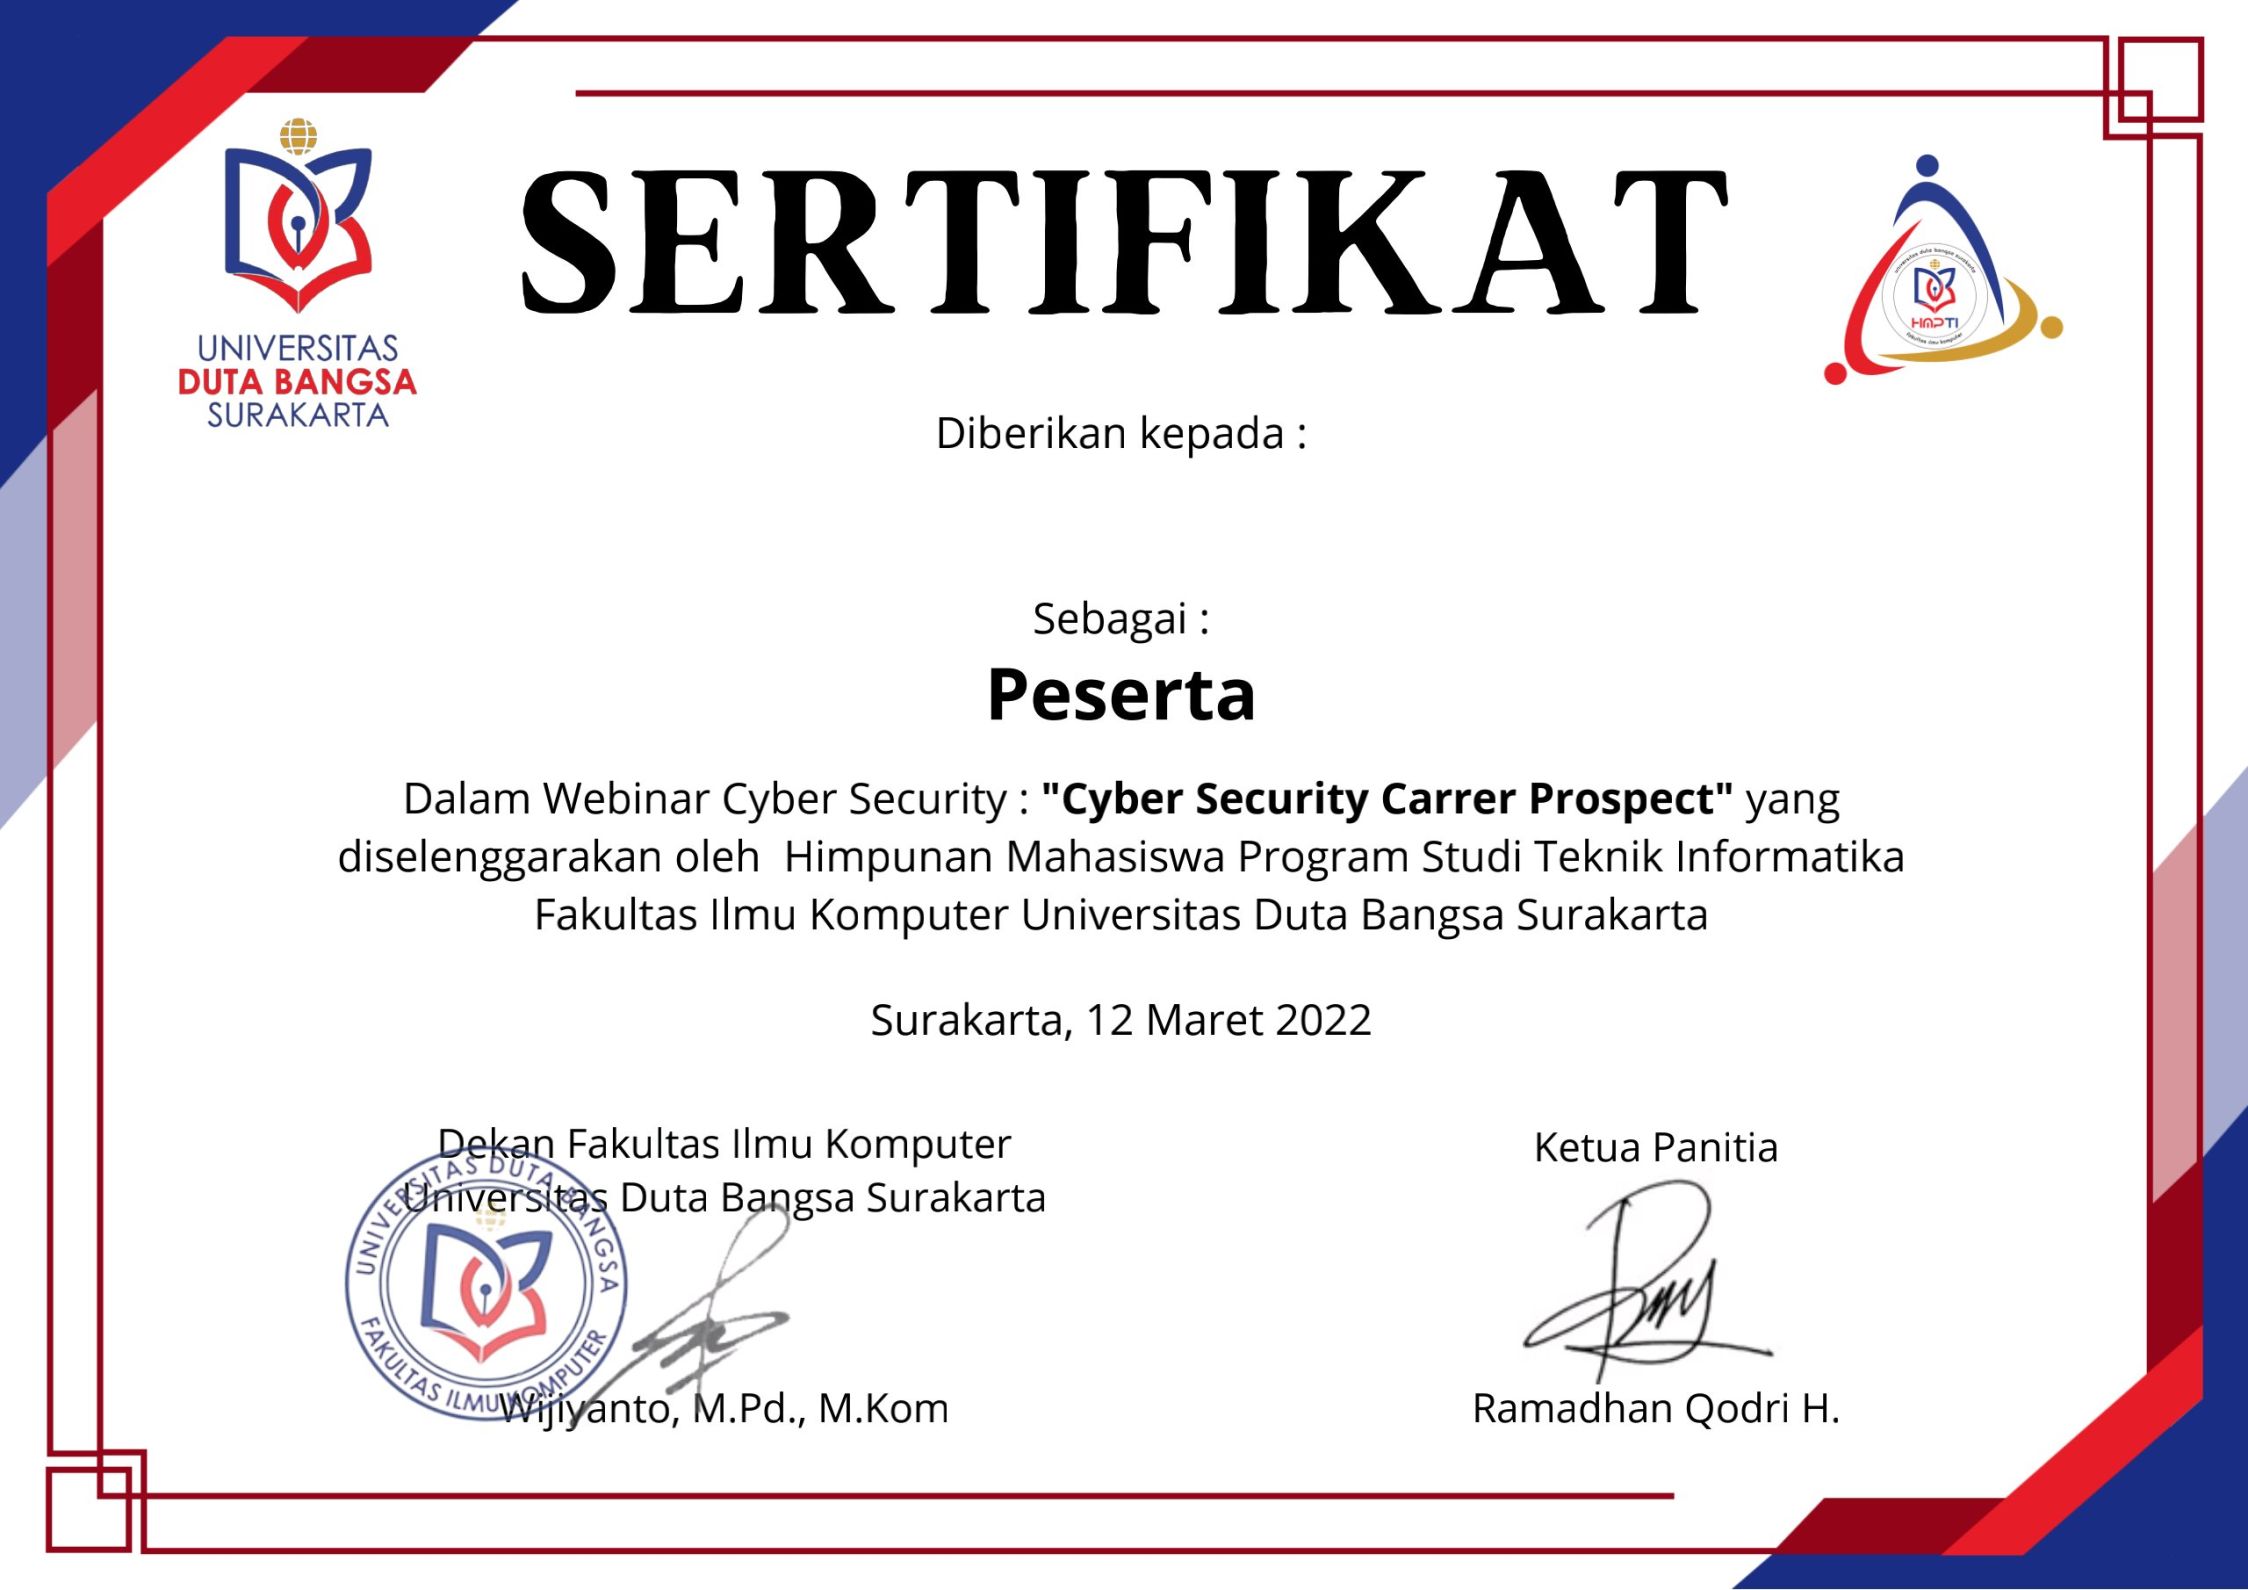 SERTIFIKAT
UNIVERSITAS
DUTA BANGSA
SURAKARTA
universitas duta bangsa surakarta
HMPTI
fakultas ilmu komputer
Diberikan kepada :
Sebagai :
Peserta
Dalam Webinar Cyber Security : "Cyber Security Carrer Prospect" yang
diselenggarakan oleh  Himpunan Mahasiswa Program Studi Teknik Informatika
Fakultas Ilmu Komputer Universitas Duta Bangsa Surakarta
Surakarta, 12 Maret 2022
Dekan Fakultas Ilmu Komputer
Universitas Duta Bangsa Surakarta
UNIVERSITAS DUTA BANGSA
FAKULTAS ILMU KOMPUTER
Wijiyanto, M.Pd., M.Kom
Ketua Panitia
Ramadhan Qodri H.